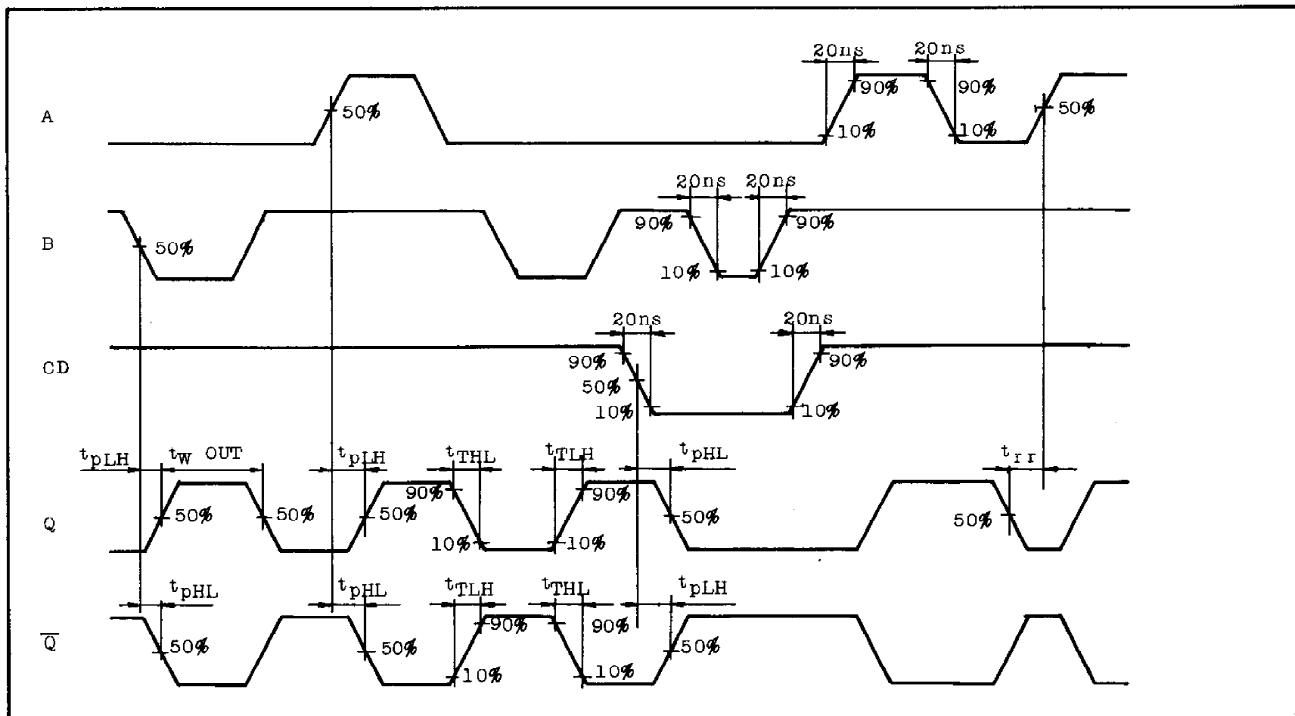 20ns 20ns
A 50% 90% 90% 50%
10% 10%
20ns 20ns
B 50% 90% 90%
10% 10%
20ns 20ns
CD 90% 90%
50%
10% 10%
tpLH tW OUT tpLH tTHL tTLH tpHL trr
90% 90%
Q 50% 50% 50% 50% 50%
10% 10%
tpHL tpHL tTLH tTHL tpLH
90% 90%
Q̅ 50% 50% 50%
10% 10%